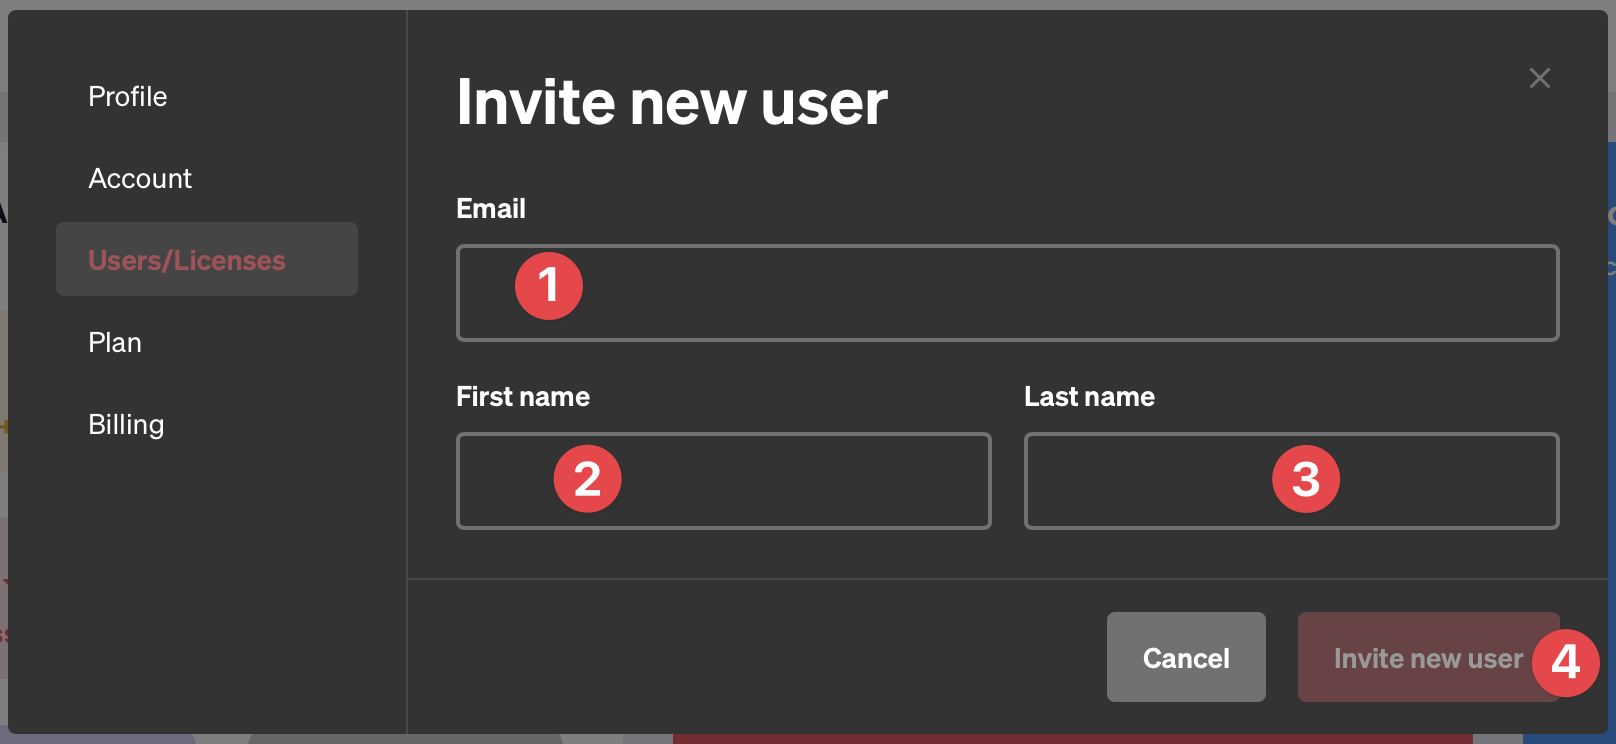 Profile
Account
Users/Licenses
Plan
Billing
Invite new user
Email
1
First name
2
Last name
3
Cancel
Invite new user
4